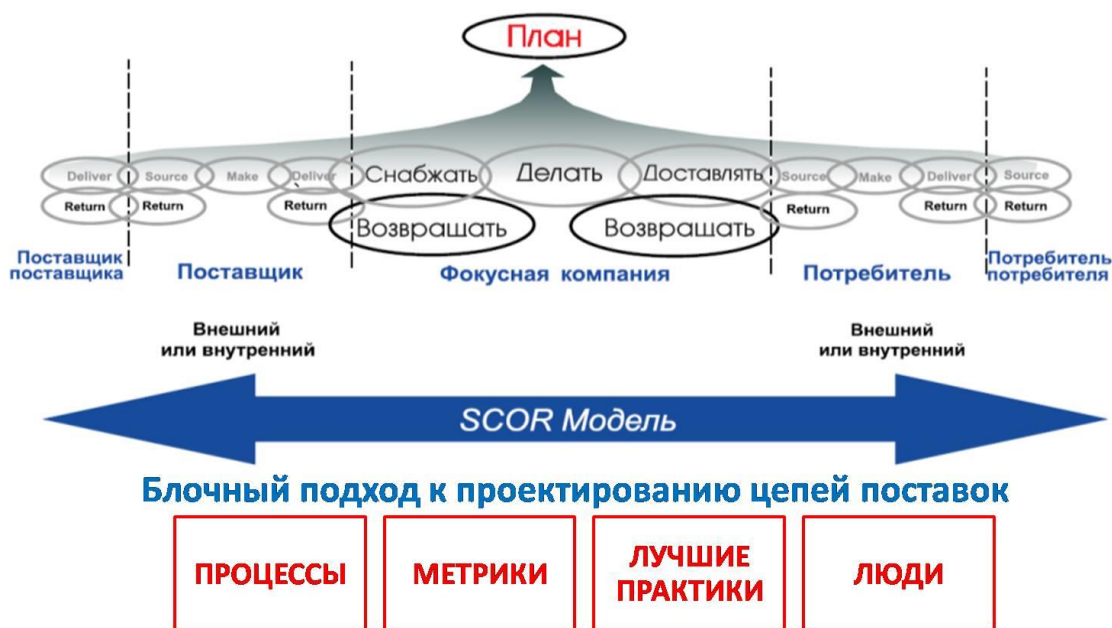 План
Deliver Source Make Deliver Снабжать Делать Доставлять Source Make Deliver Source
Return Return Return Возвращать Возвращать Return Return Return
Поставщик
поставщика
Поставщик
Фокусная компания
Потребитель
Потребитель
потребителя
Внешний
или внутренний
Внешний
или внутренний
SCOR Модель
Блочный подход к проектированию цепей поставок
ПРОЦЕССЫ
МЕТРИКИ
ЛУЧШИЕ
ПРАКТИКИ
ЛЮДИ